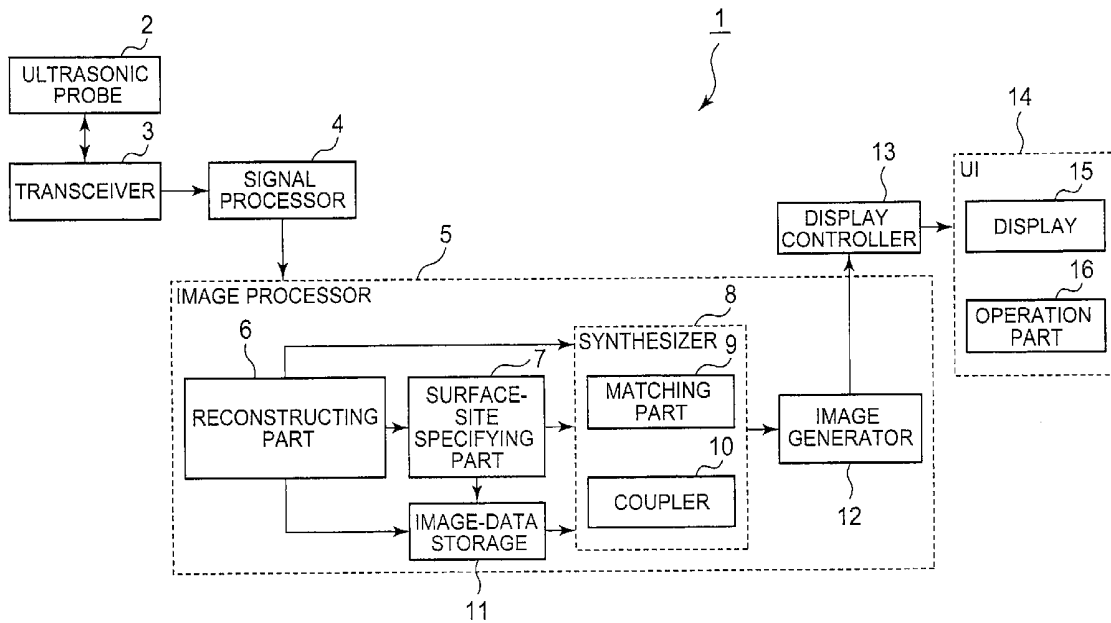 1
2
ULTRASONIC
PROBE
3
TRANSCEIVER
4
SIGNAL
PROCESSOR
14
UI
15
DISPLAY
16
OPERATION
PART
13
DISPLAY
CONTROLLER
5
IMAGE PROCESSOR
6
RECONSTRUCTING
PART
7
SURFACE-
SITE
SPECIFYING
PART
8
SYNTHESIZER
9
MATCHING
PART
10
COUPLER
IMAGE
GENERATOR
12
IMAGE-DATA
STORAGE
11